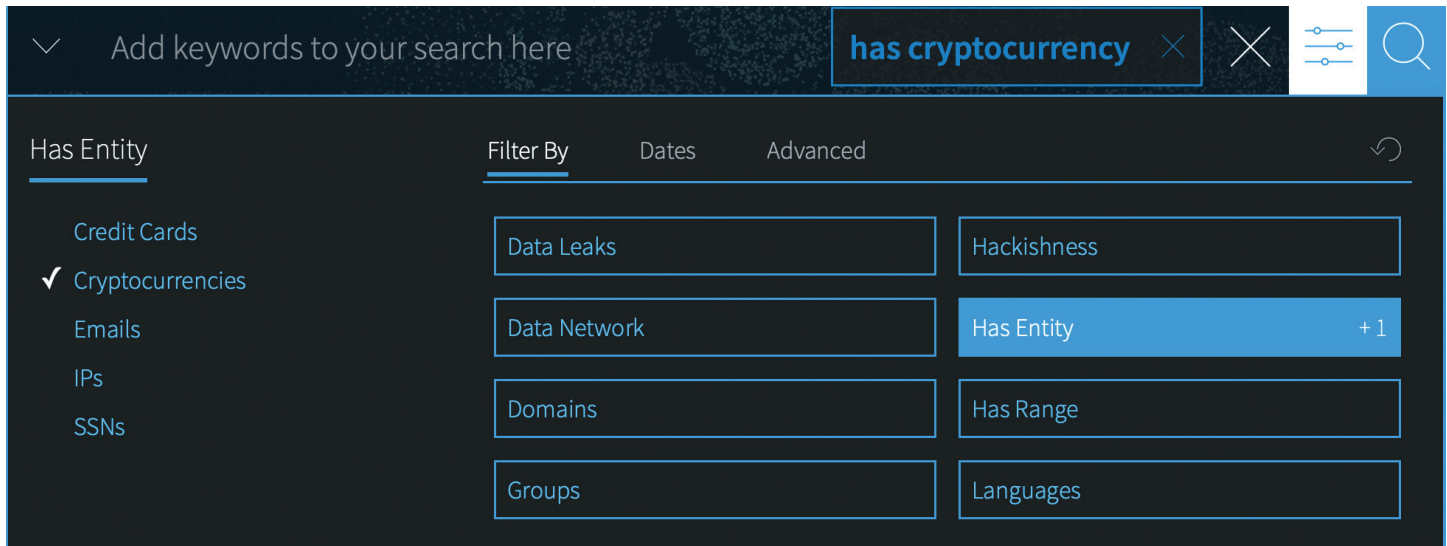 Add keywords to your search here
has cryptocurrency
Has Entity
Credit Cards
Cryptocurrencies
Emails
IPs
SSNs
Filter By Dates Advanced
Data Leaks
Hackishness
Data Network
Has Entity + 1
Domains
Has Range
Groups
Languages